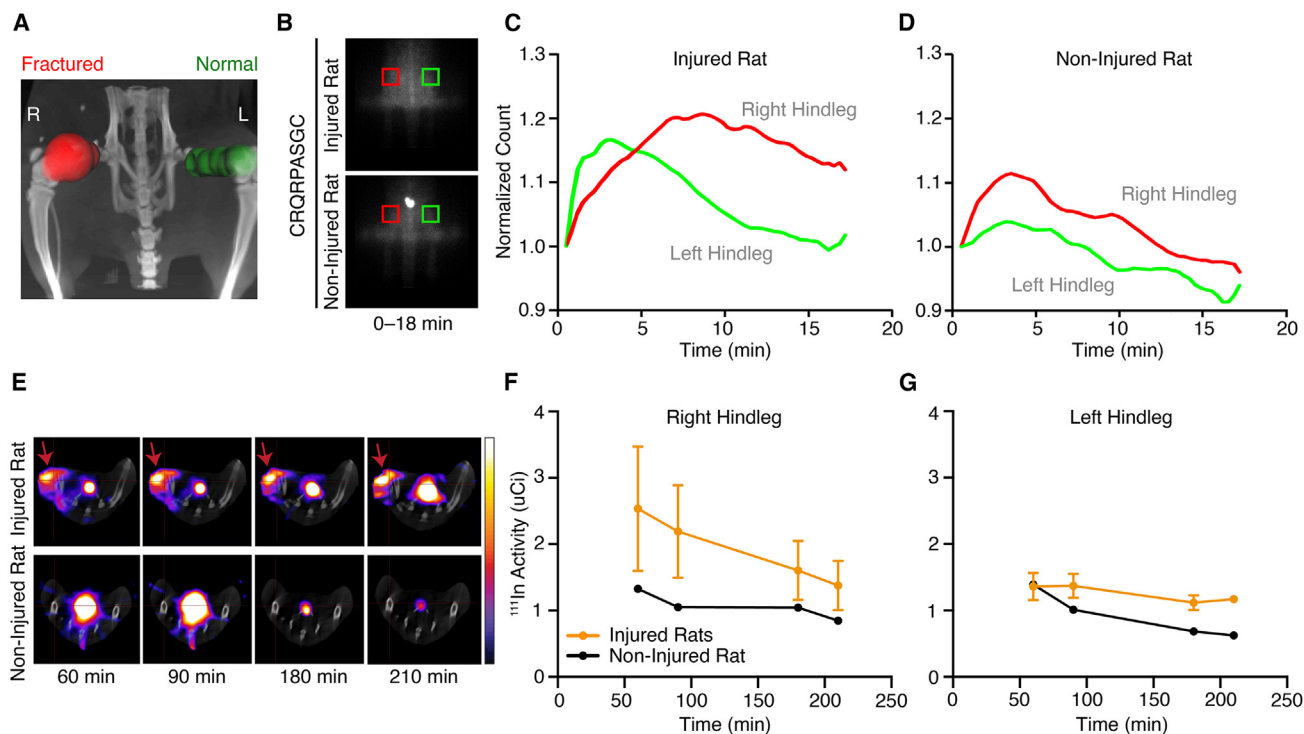 A
Fractured
Normal
R
L
B
CRQRPASGC
Injured Rat
Non-Injured Rat
0–18 min
C
Injured Rat
Normalized Count
1.3
1.2
1.1
1.0
0.9
Right Hindleg
Left Hindleg
0
5
10
15
20
Time (min)
D
Non-Injured Rat
1.3
1.2
1.1
1.0
0.9
Right Hindleg
Left Hindleg
0
5
10
15
20
Time (min)
E
Injured Rat
Non-Injured Rat
60 min
90 min
180 min
210 min
F
Right Hindleg
¹¹¹In Activity (uCi)
4
3
2
1
0
Injured Rats
Non-Injured Rat
0
50
100
150
200
250
Time (min)
G
Left Hindleg
4
3
2
1
0
0
50
100
150
200
250
Time (min)